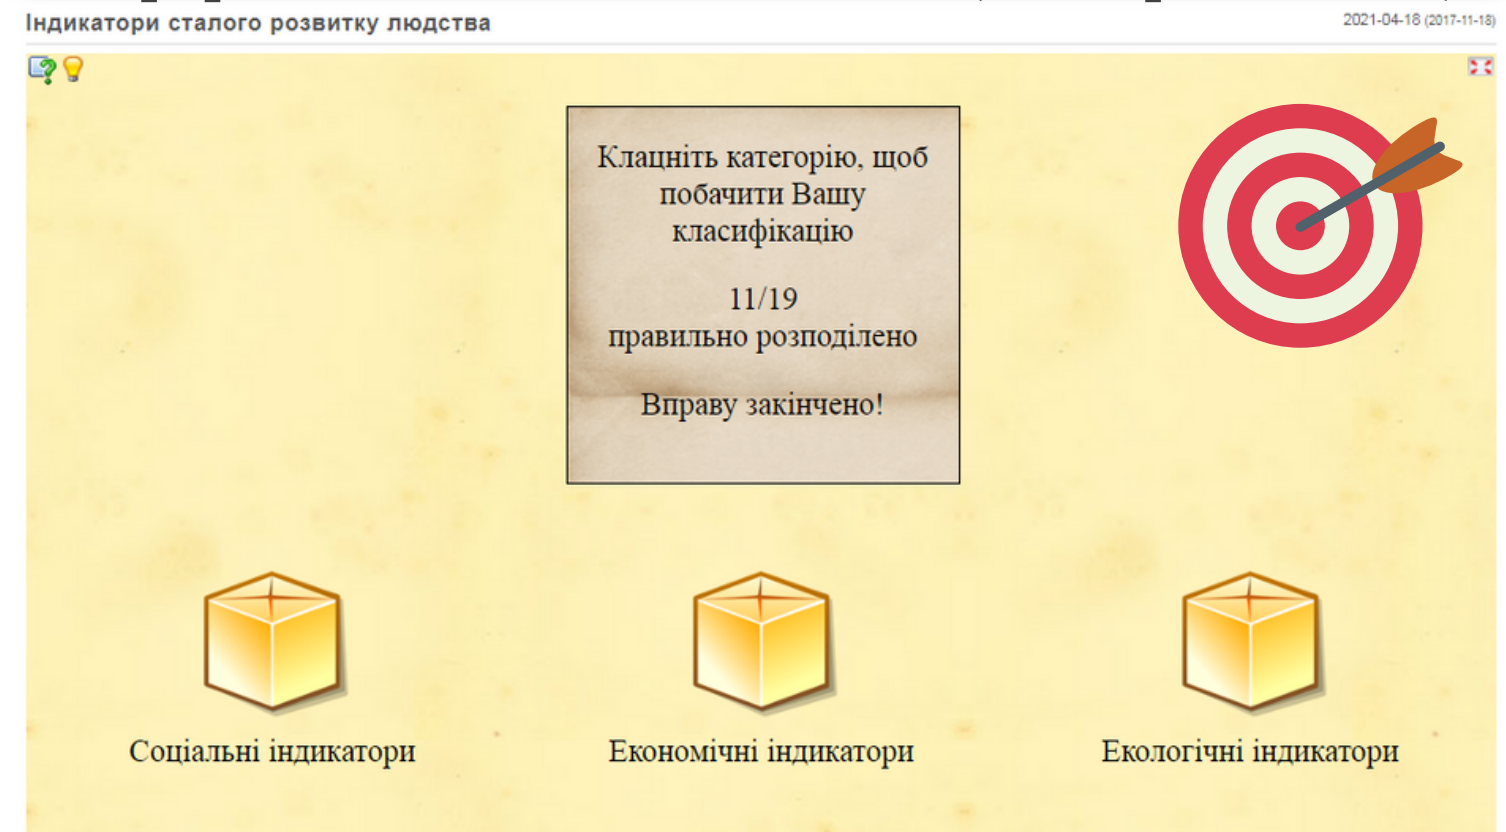 Індикатори сталого розвитку людства
2021-04-18 (2017-11-18)
Клацніть категорію, щоб
побачити Вашу
класифікацію
11/19
правильно розподілено
Вправу закінчено!
Соціальні індикатори
Економічні індикатори
Екологічні індикатори